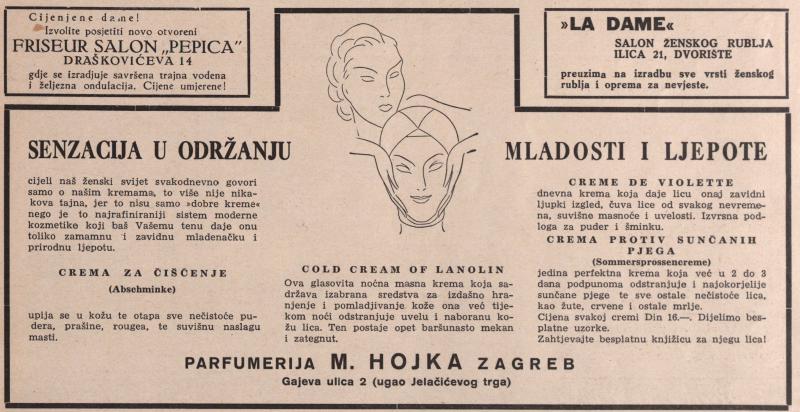 Cijenjene dame!
Izvolite posjetiti novo otvoreni
FRISEUR SALON „PEPICA”
DRAŠKOVIĆEVA 14
gdje se izradjuje savršena trajna vodena
i željezna ondulacija. Cijene umjerene!
»LA DAME«
SALON ŽENSKOG RUBLJA
ILICA 21, DVORIŠTE
preuzima na izradbu sve vrsti ženskog
rublja i oprema za nevjeste.
SENZACIJA U ODRŽANJU MLADOSTI I LJEPOTE
cijeli naš ženski svijet svakodnevno govori
samo o našim kremama, to više nije nika-
kova tajna, jer to nisu samo »dobre kreme«
nego je to najrafiniraniji sistem moderne
kozmetike koji baš Vašemu tenu daje onu
toliko zamamnu i zavidnu mladenačku i
prirodnu ljepotu.
CREMA ZA ČIŠĆENJE
(Abschminke)
upija se u kožu te otapa sve nečistoće pu-
dera, prašine, rougea, te suvišnu naslagu
masti.
COLD CREAM OF LANOLIN
Ova glasovita noćna masna krema koja sa-
država izabrana sredstva za izdašno hra-
njenje i pomladjivanje kože ona već tije-
kom noći odstranjuje uvelu i naboranu ko-
žu lica. Ten postaje opet baršunasto mekan
i zategnut.
CREME DE VIOLETTE
dnevna krema koja daje licu onaj zavidni
ljupki izgled, čuva lice od svakog nevreme-
na, suvišne masnoće i uvelosti. Izvrsna pod-
loga za puder i šminku.
CREMA PROTIV SUNČANIH
PJEGA
(Sommersprossencreme)
jedina perfektna krema koja već u 2 do 3
dana podpunoma odstranjuje i najokorjelije
sunčane pjege te sve ostale nečistoće lica,
kao žute, crvene i ostale mrlje.
Cijena svakoj cremi Din 16.—. Dijelimo bes-
platne uzorke.
Zahtjevajte besplatnu knjižicu za njegu lica!
PARFUMERIJA M. HOJKA ZAGREB
Gajeva ulica 2 (ugao Jelačićevog trga)